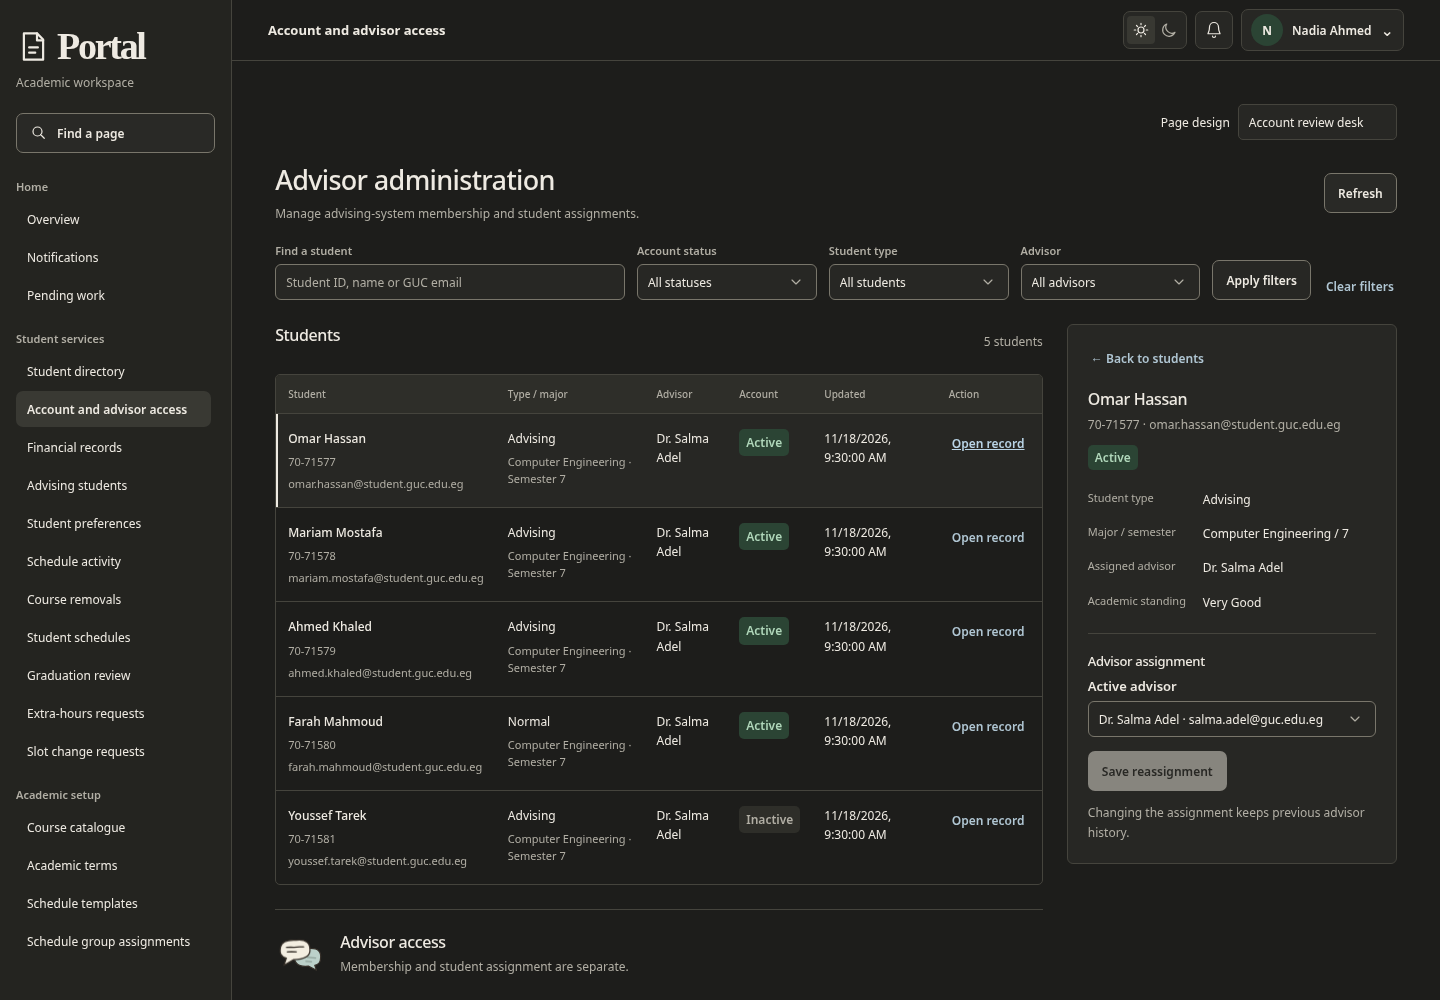 Portal
Academic workspace
Find a page
Home
Overview
Notifications
Pending work
Student services
Student directory
Account and advisor access
Financial records
Advising students
Student preferences
Schedule activity
Course removals
Student schedules
Graduation review
Extra-hours requests
Slot change requests
Academic setup
Course catalogue
Academic terms
Schedule templates
Schedule group assignments
Account and advisor access
N Nadia Ahmed
Page design Account review desk
Advisor administration
Manage advising-system membership and student assignments.
Refresh
Find a student Account status Student type Advisor
Student ID, name or GUC email All statuses All students All advisors Apply filters Clear filters
Students
5 students
Student Type / major Advisor Account Updated Action
Omar Hassan Advising Dr. Salma Active 11/18/2026, Open record
Adel 9:30:00 AM
70-71577 Computer Engineering ·
Semester 7
omar.hassan@student.guc.edu.eg
Mariam Mostafa Advising Dr. Salma Active 11/18/2026, Open record
Adel 9:30:00 AM
70-71578 Computer Engineering ·
Semester 7
mariam.mostafa@student.guc.edu.eg
Ahmed Khaled Advising Dr. Salma Active 11/18/2026, Open record
Adel 9:30:00 AM
70-71579 Computer Engineering ·
Semester 7
ahmed.khaled@student.guc.edu.eg
Farah Mahmoud Normal Dr. Salma Active 11/18/2026, Open record
Adel 9:30:00 AM
70-71580 Computer Engineering ·
Semester 7
farah.mahmoud@student.guc.edu.eg
Youssef Tarek Advising Dr. Salma Inactive 11/18/2026, Open record
Adel 9:30:00 AM
70-71581 Computer Engineering ·
Semester 7
youssef.tarek@student.guc.edu.eg
Advisor access
Membership and student assignment are separate.
← Back to students
Omar Hassan
70-71577 · omar.hassan@student.guc.edu.eg
Active
Student type Advising
Major / semester Computer Engineering / 7
Assigned advisor Dr. Salma Adel
Academic standing Very Good
Advisor assignment
Active advisor
Dr. Salma Adel · salma.adel@guc.edu.eg
Save reassignment
Changing the assignment keeps previous advisor
history.